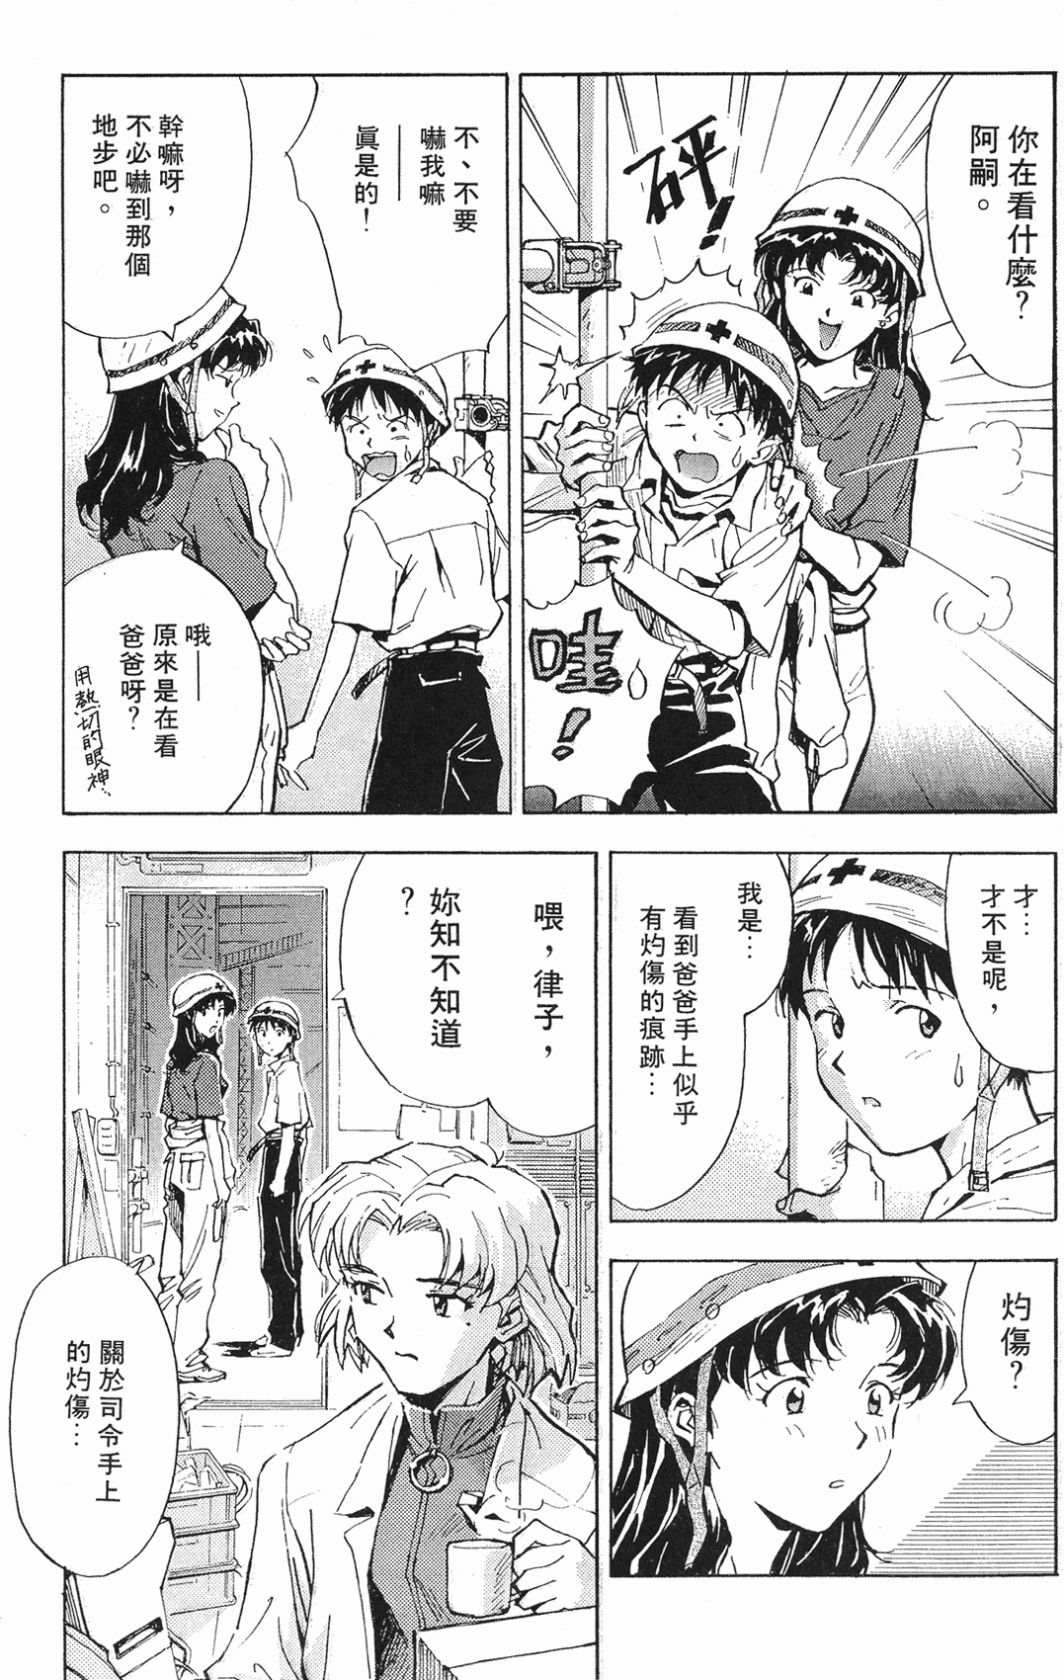 你在看什麼？
阿嗣。
砰！
哇！
不、不要
嚇我嘛
──
眞是的！
幹嘛呀，
不必嚇到那個
地步吧。
哦──
原來是在看
爸爸呀？
用熱切的眼神、
才…
才不是呢，
我是…
看到爸爸手上似乎
有灼傷的痕跡…
灼傷？
喂，律子，
妳知不知道
？
關於司令手上
的灼傷…